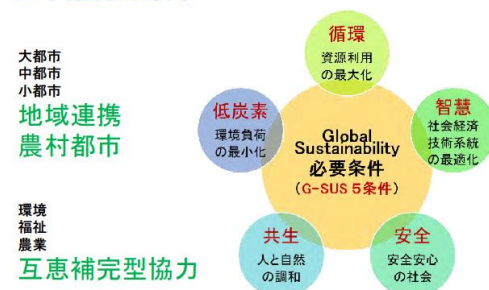 大都市
中都市
小都市
地域連携
農村都市
環境
福祉
農業
互恵補完型協力
循環
資源利用
の最大化
低炭素
環境負荷
の最小化
智慧
社会経済
技術系統
の最適化
Global
Sustainability
必要条件
(G-SUS 5条件)
共生
人と自然
の調和
安全
安全安心
の社会